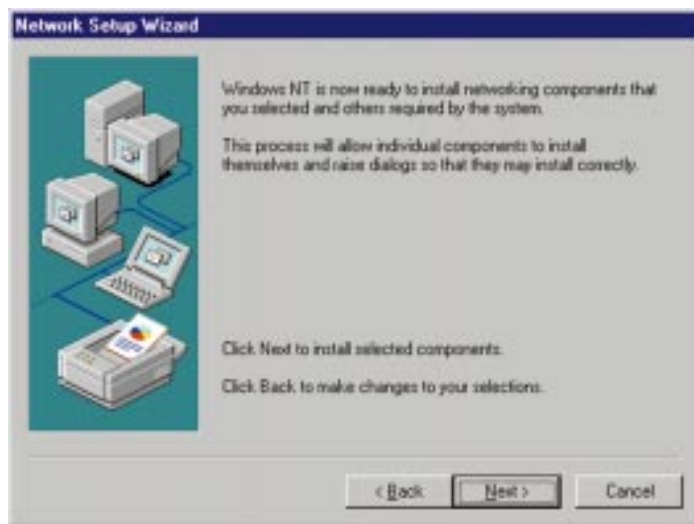 Network Setup Wizard
Windows NT is now ready to install networking components that
you selected and others required by the system.
This process will allow individual components to install
themselves and raise dialogs so that they may install correctly.
Click Next to install selected components.
Click Back to make changes to your selections.
< Back
Next >
Cancel